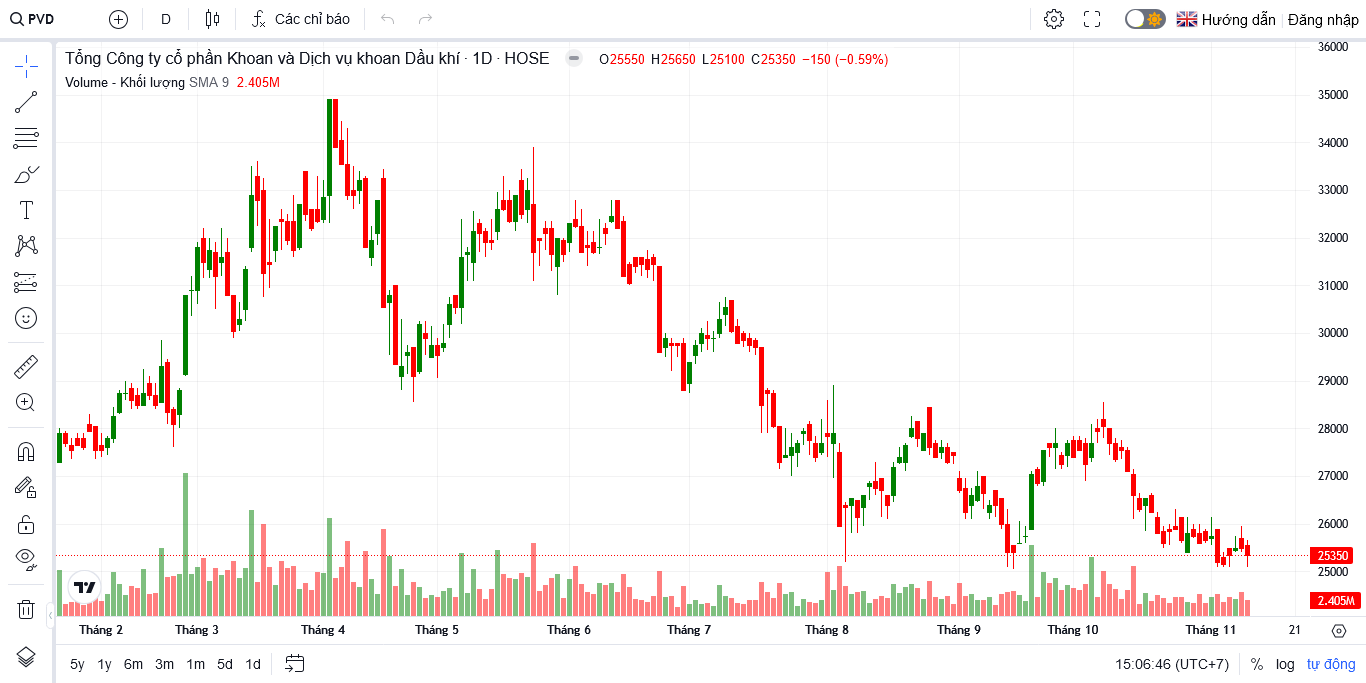 PVD D Các chỉ báo Hướng dẫn Đăng nhập
Tổng Công ty cổ phần Khoan và Dịch vụ khoan Dầu khí · 1D · HOSE O25550 H25650 L25100 C25350 −150 (−0.59%)
Volume - Khối lượng SMA 9 2.405M
36000
35000
34000
33000
32000
31000
30000
29000
28000
27000
26000
25350
25000
2.405M
Tháng 2 Tháng 3 Tháng 4 Tháng 5 Tháng 6 Tháng 7 Tháng 8 Tháng 9 Tháng 10 Tháng 11 21
5y 1y 6m 3m 1m 5d 1d 15:06:46 (UTC+7) % log tự động